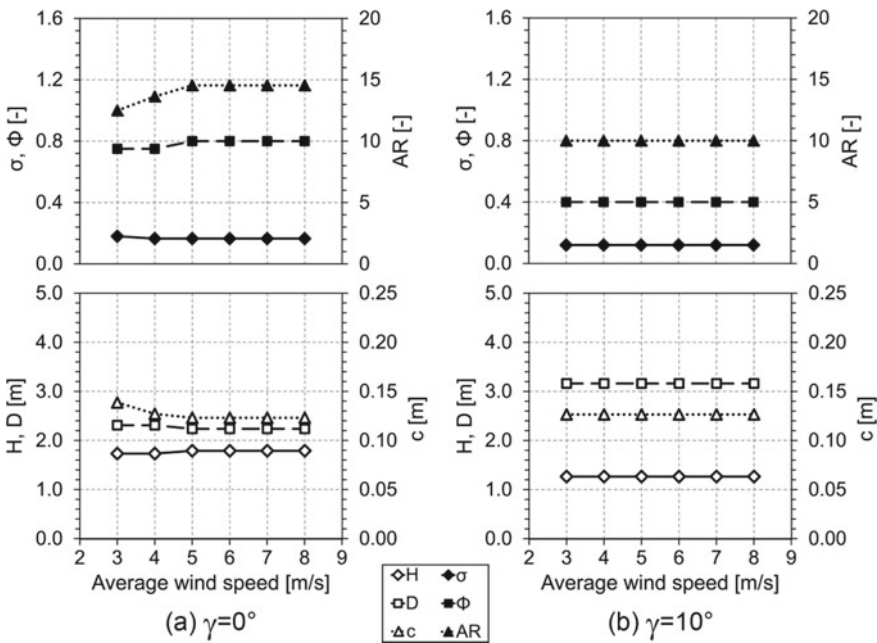 1.6
1.2
0.8
0.4
0.0
σ, Φ [-]
20
15
10
5
0
AR [-]
1.6
1.2
0.8
0.4
0.0
σ, Φ [-]
20
15
10
5
0
AR [-]
5.0
4.0
3.0
2.0
1.0
0.0
H, D [m]
0.25
0.20
0.15
0.10
0.05
0.00
c [m]
2 3 4 5 6 7 8 9
Average wind speed [m/s]
(a) γ=0°
5.0
4.0
3.0
2.0
1.0
0.0
H, D [m]
0.25
0.20
0.15
0.10
0.05
0.00
c [m]
2 3 4 5 6 7 8 9
Average wind speed [m/s]
(b) γ=10°
H σ
D Φ
c AR